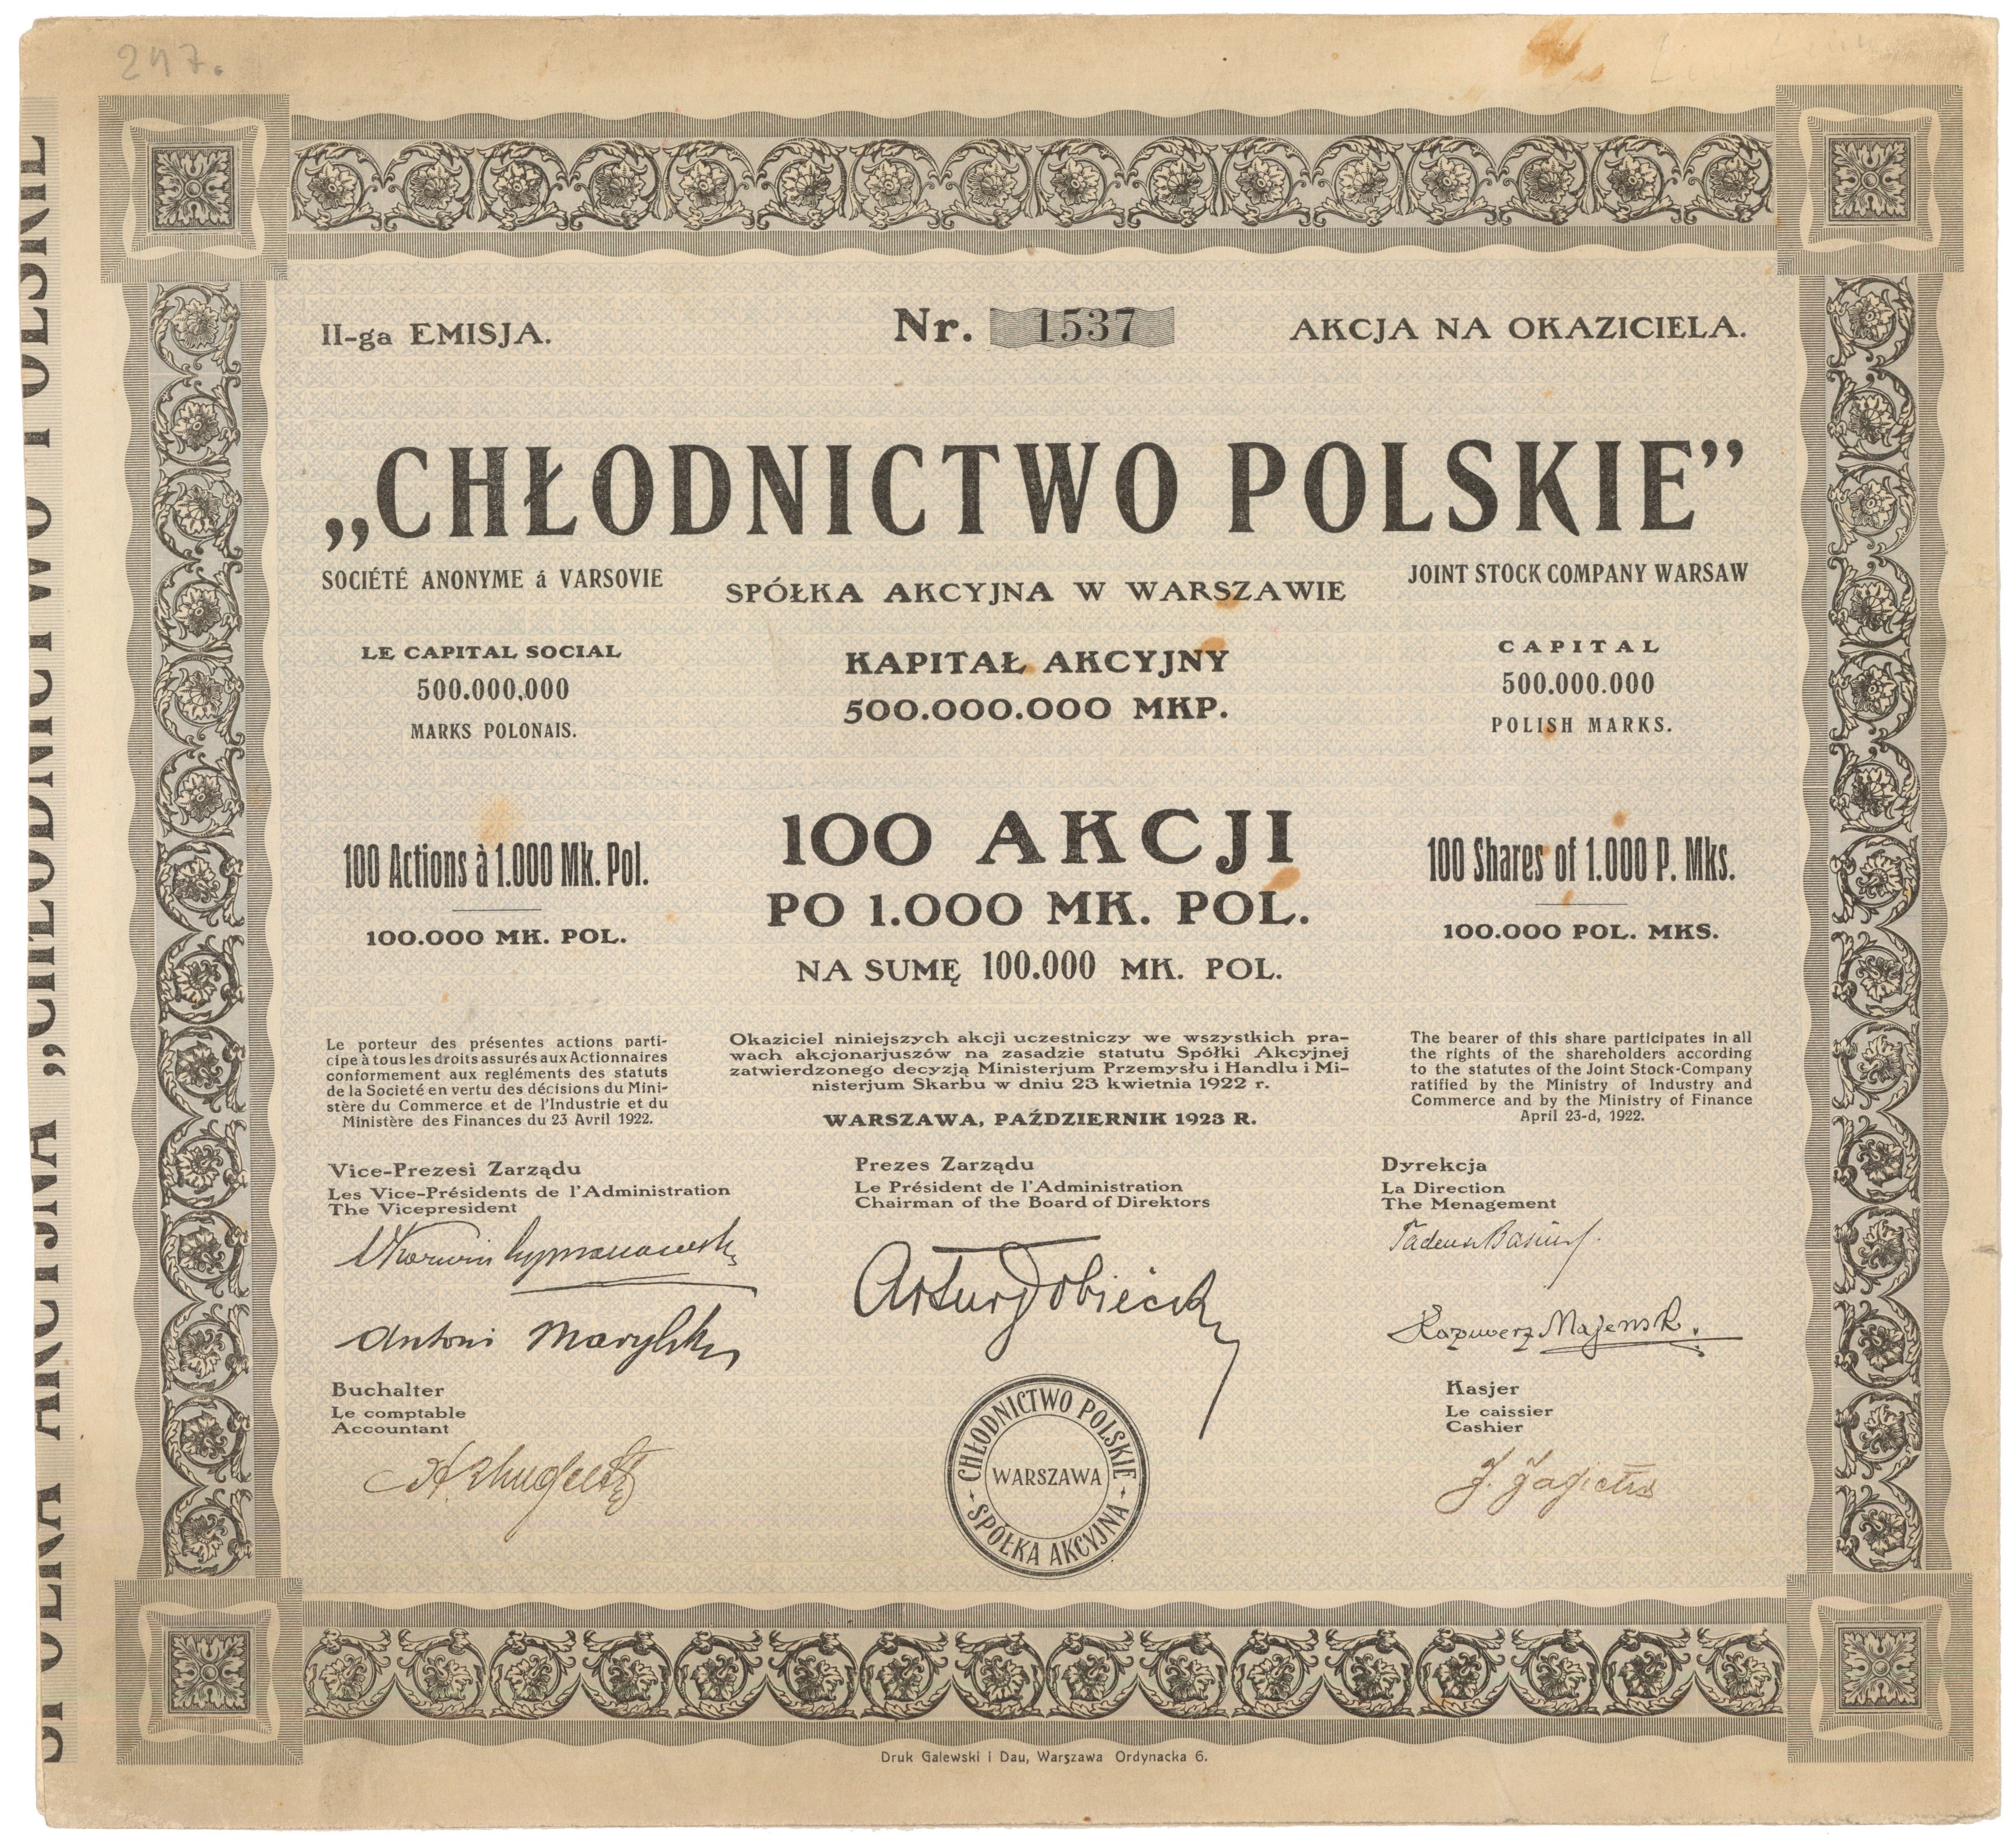 247.
II-ga EMISJA.
Nr. 1537
AKCJA NA OKAZICIELA.
„CHŁODNICTWO POLSKIE”
SOCIÉTÉ ANONYME á VARSOVIE
SPÓŁKA AKCYJNA W WARSZAWIE
JOINT STOCK COMPANY WARSAW
LE CAPITAL SOCIAL
500.000,000
MARKS POLONAIS.
KAPITAŁ AKCYJNY
500.000.000 MKP.
CAPITAL
500.000.000
POLISH MARKS.
100 Actions à 1.000 Mk. Pol.
100.000 MK. POL.
100 AKCJI
PO 1.000 MK. POL.
NA SUMĘ 100.000 MK. POL.
100 Shares of 1.000 P. Mks.
100.000 POL. MKS.
Le porteur des présentes actions parti-
cipe à tous les droits assurés aux Actionnaires
conformement aux regléments des statuts
de la Societé en vertu des décisions du Mini-
stère du Commerce et de l'Industrie et du
Ministère des Finances du 23 Avril 1922.
Okaziciel niniejszych akcji uczestniczy we wszystkich pra-
wach akcjonarjuszów na zasadzie statutu Spółki Akcyjnej
zatwierdzonego decyzją Ministerjum Przemysłu i Handlu i Mi-
nisterjum Skarbu w dniu 23 kwietnia 1922 r.
WARSZAWA, PAŹDZIERNIK 1923 R.
The bearer of this share participates in all
the rights of the shareholders according
to the statutes of the Joint Stock-Company
ratified by the Ministry of Industry and
Commerce and by the Ministry of Finance
April 23-d, 1922.
Vice-Prezesi Zarządu
Les Vice-Présidents de l'Administration
The Vicepresident
Antoni
Prezes Zarządu
Le Président de l'Administration
Chairman of the Board of Direktors
Artur
Dyrekcja
La Direction
The Menagement
Tadeusz
Kazimierz Majewski
Buchalter
Le comptable
Accountant
CHŁODNICTWO POLSKIE
WARSZAWA
SPÓŁKA AKCYJNA
Kasjer
Le caissier
Cashier
J.
Druk Galewski i Dau, Warszawa Ordynacka 6.
SPÓŁKA AKCYJNA „CHŁODNICTWO POLSKIE